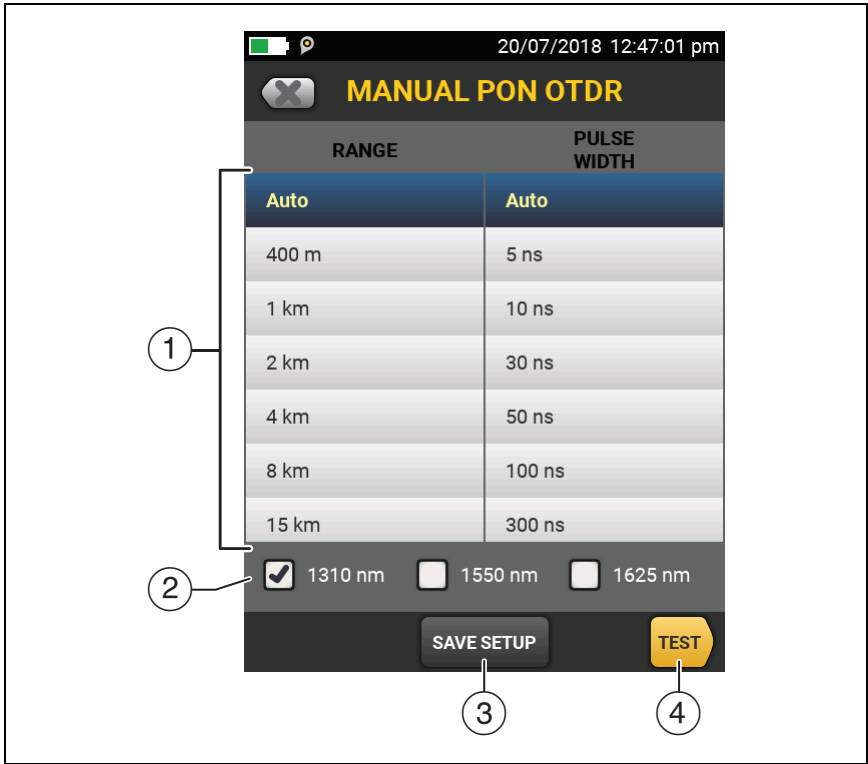 20/07/2018 12:47:01 pm
MANUAL PON OTDR
RANGE
PULSE
WIDTH
Auto Auto
400 m 5 ns
1 km 10 ns
2 km 30 ns
4 km 50 ns
8 km 100 ns
15 km 300 ns
1310 nm 1550 nm 1625 nm
SAVE SETUP TEST
1
2
3
4